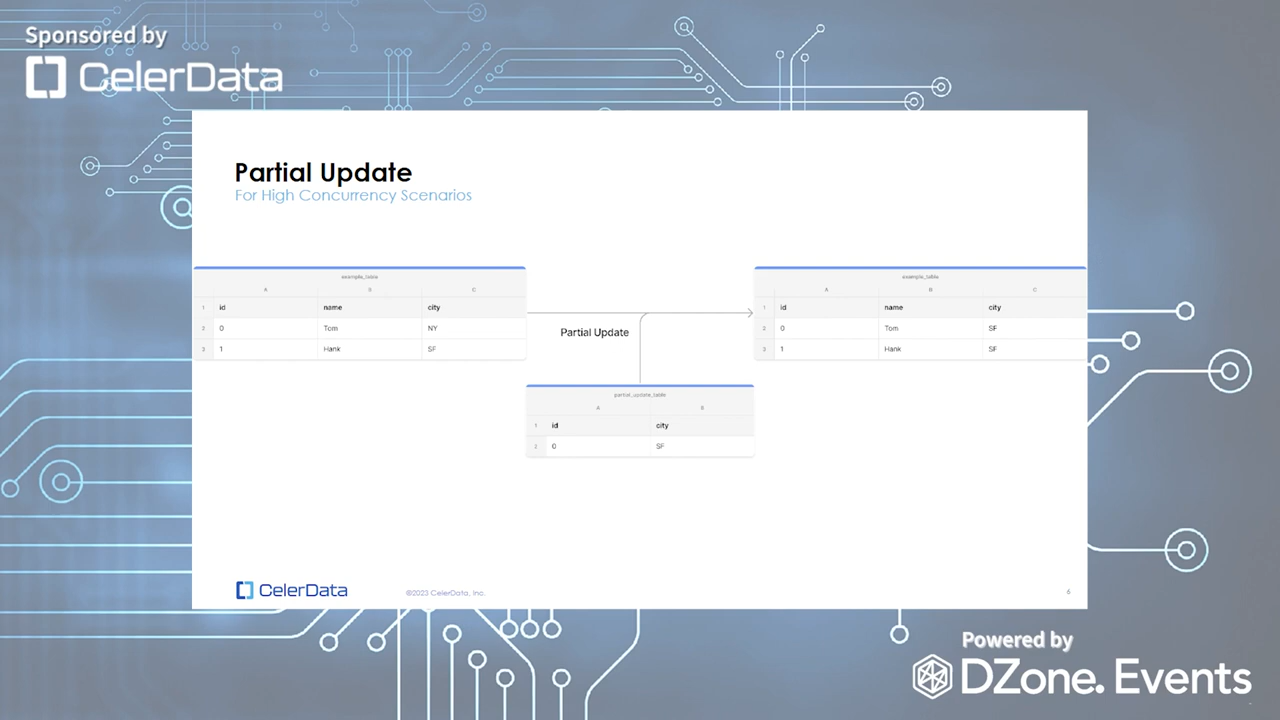 Sponsored by
CelerData
Partial Update
For High Concurrency Scenarios
example_table
A B C
1 id name city
2 0 Tom NY
3 1 Hank SF
Partial Update
partial_update_table
A B
1 id city
2 0 SF
example_table
A B C
1 id name city
2 0 Tom SF
3 1 Hank SF
CelerData
©2023 CelerData, Inc.
6
Powered by
DZone. Events